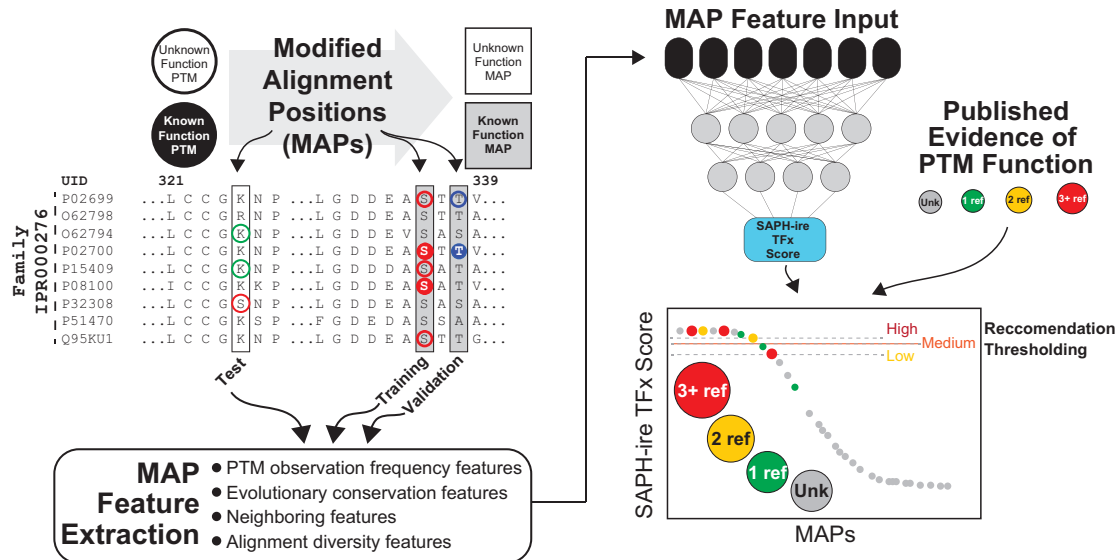 Unknown
Function
PTM
Known
Function
PTM
Modified
Alignment
Positions
(MAPs)
Unknown
Function
MAP
Known
Function
MAP
UID 321 339
Family
IPR000276
P02699 ...L C C G K N P ...L G D D E A S T T V...
O62798 ...L C C G R N P ...L G D D E A S T T A...
O62794 ...L C C G K N P ...L G D D E V S A S A...
P02700 ...L C C G K N P ...L G D D E A S T T V...
P15409 ...L C C G K N P ...L G D D E A S A T A...
P08100 ...I C C G K K P ...L G D D E A S A T V...
P32308 ...L C C G S N P ...L G D D E A S A S A...
P51470 ...L C C G K S P ...F G D E D A S S A A...
Q95KU1 ...L C C G K N P ...L G D D E A S T T G...
Test
Training
Validation
MAP
Feature
Extraction
● PTM observation frequency features
● Evolutionary conservation features
● Neighboring features
● Alignment diversity features
MAP Feature Input
SAPH-ire
TFx
Score
Published
Evidence of
PTM Function
Unk 1 ref 2 ref 3+ ref
SAPH-ire TFx Score
High
Medium
Low
Reccomendation
Thresholding
3+ ref
2 ref
1 ref
Unk
MAPs